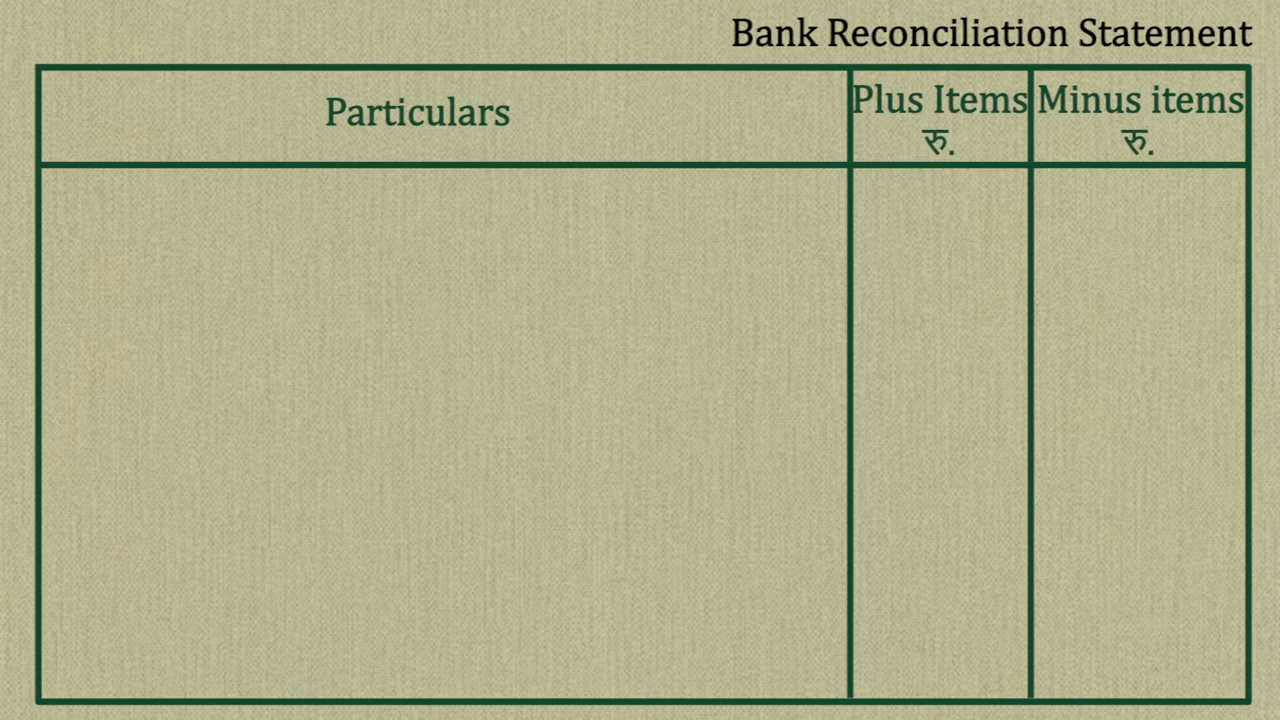 Bank Reconciliation Statement
Particulars
Plus Items
रु.
Minus items
रु.